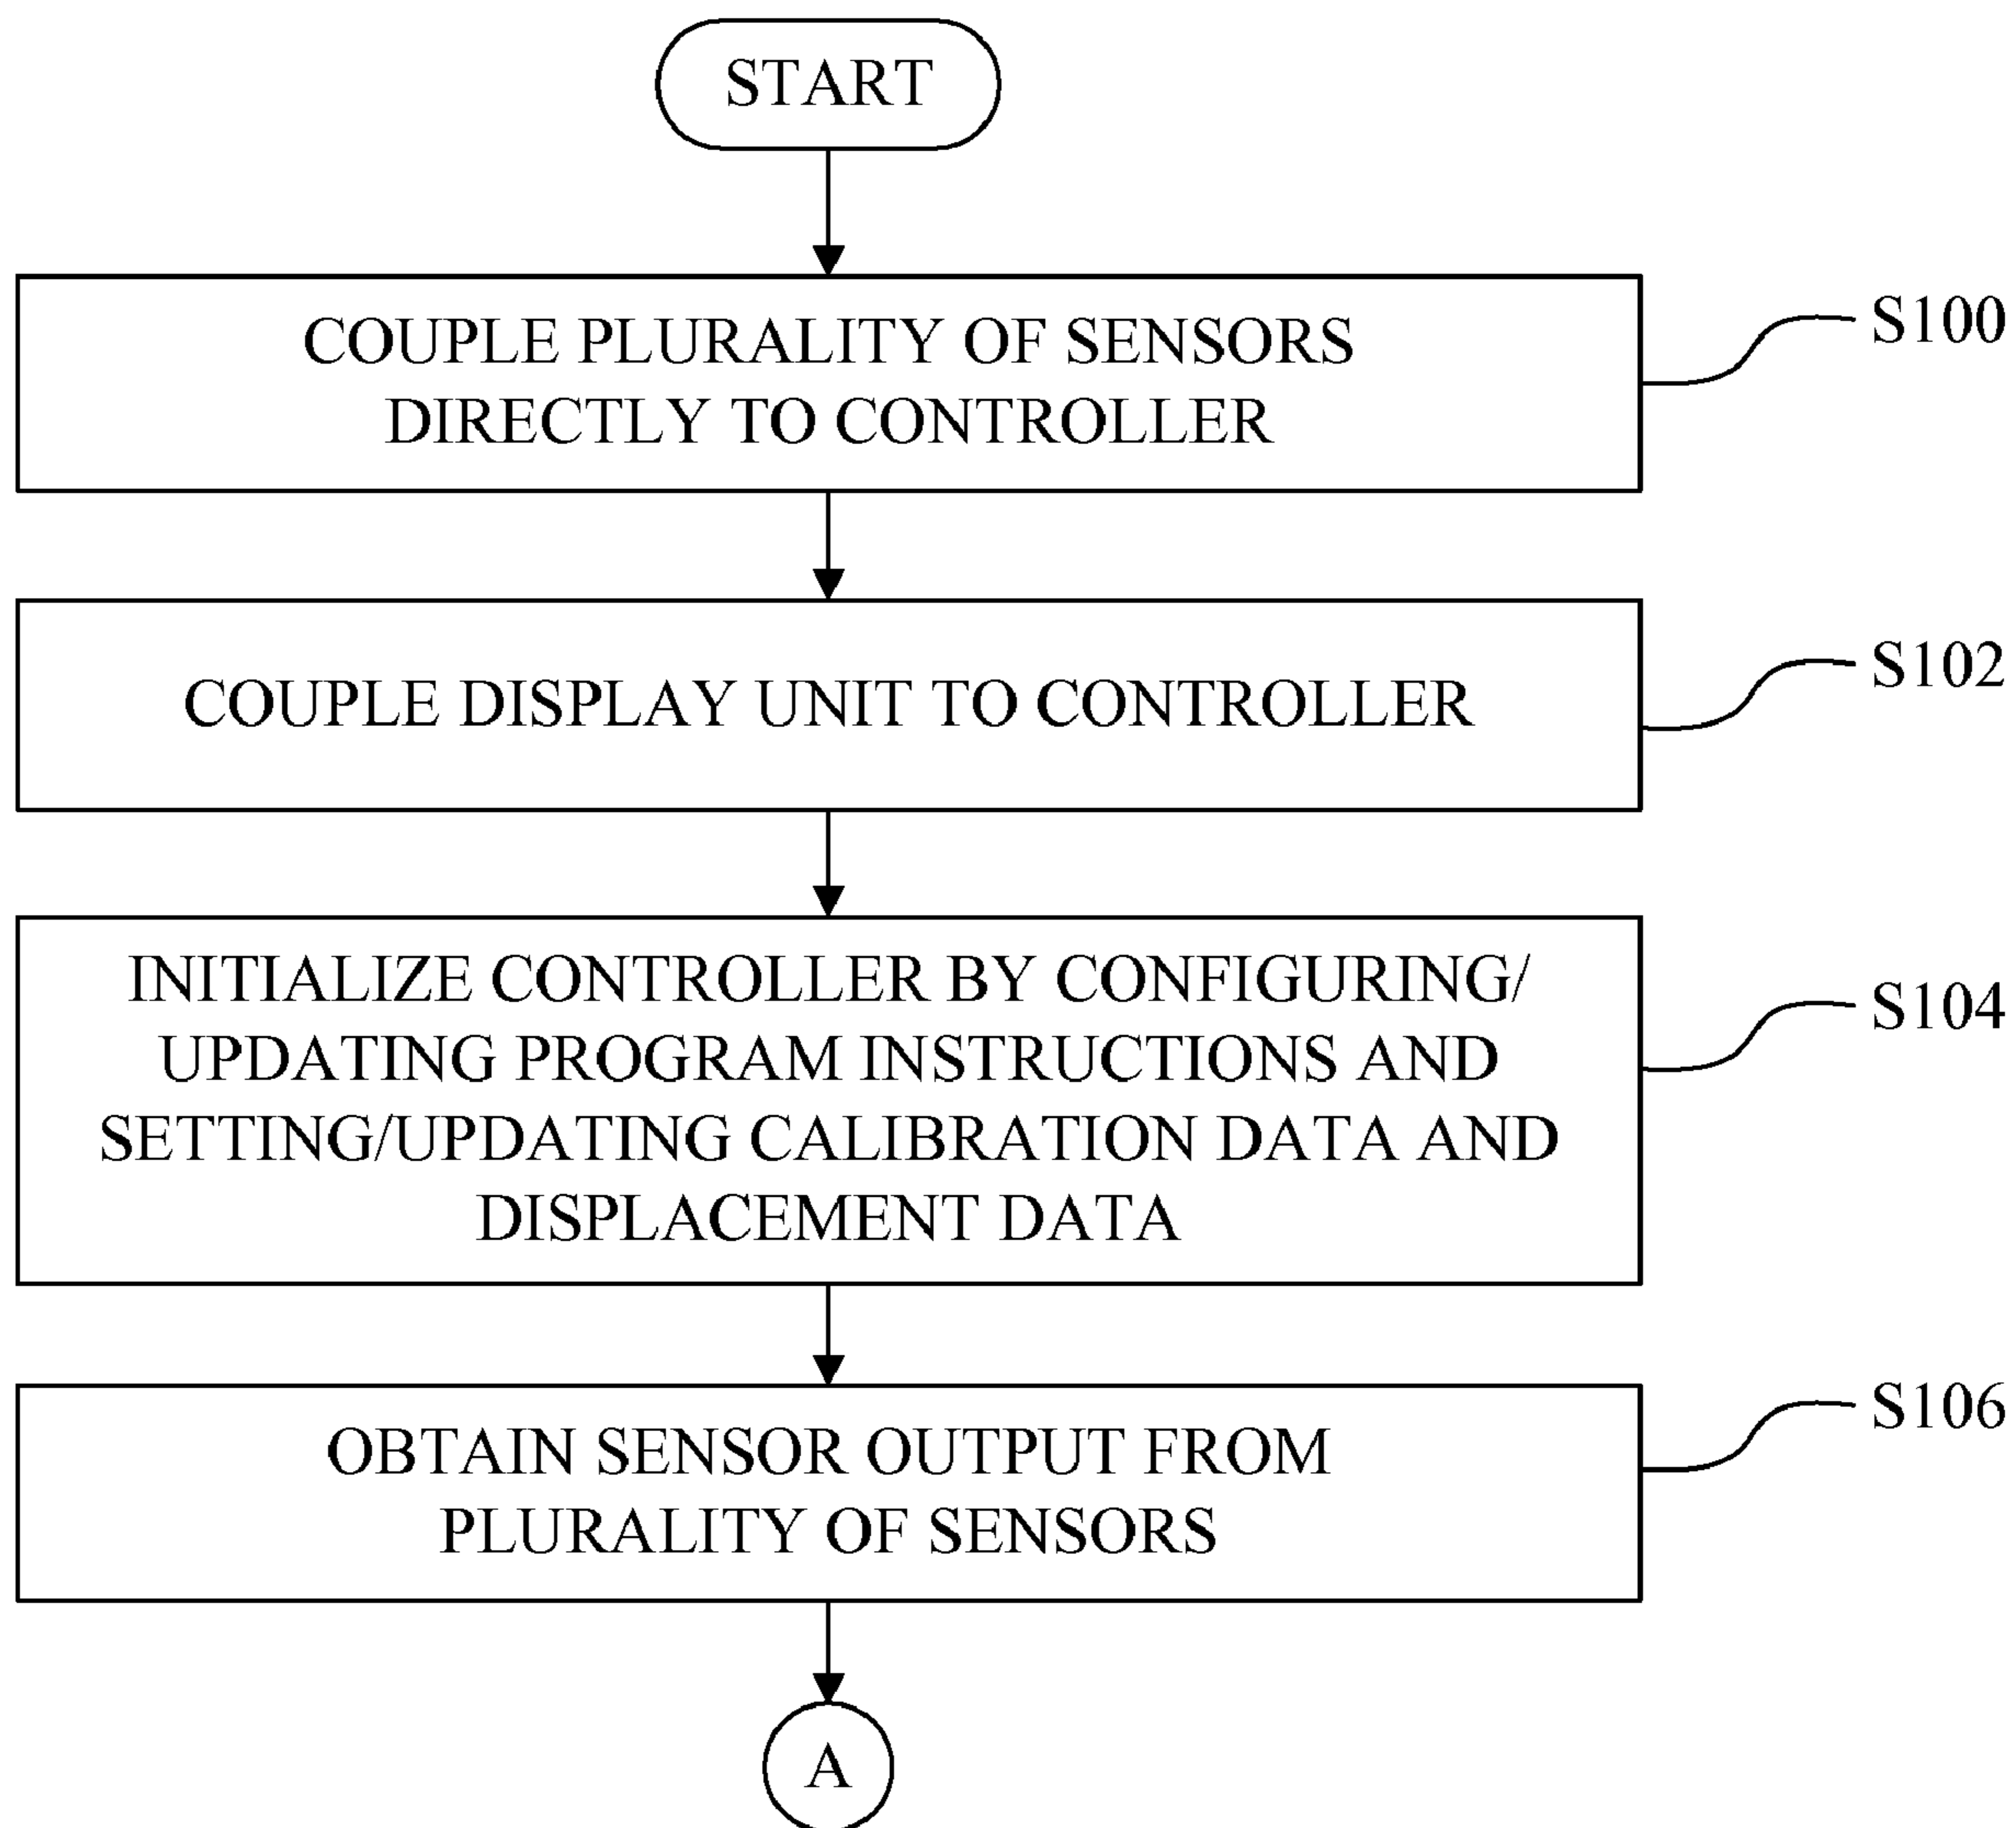 START
COUPLE PLURALITY OF SENSORS
DIRECTLY TO CONTROLLER
S100
COUPLE DISPLAY UNIT TO CONTROLLER
S102
INITIALIZE CONTROLLER BY CONFIGURING/
UPDATING PROGRAM INSTRUCTIONS AND
SETTING/UPDATING CALIBRATION DATA AND
DISPLACEMENT DATA
S104
OBTAIN SENSOR OUTPUT FROM
PLURALITY OF SENSORS
S106
A